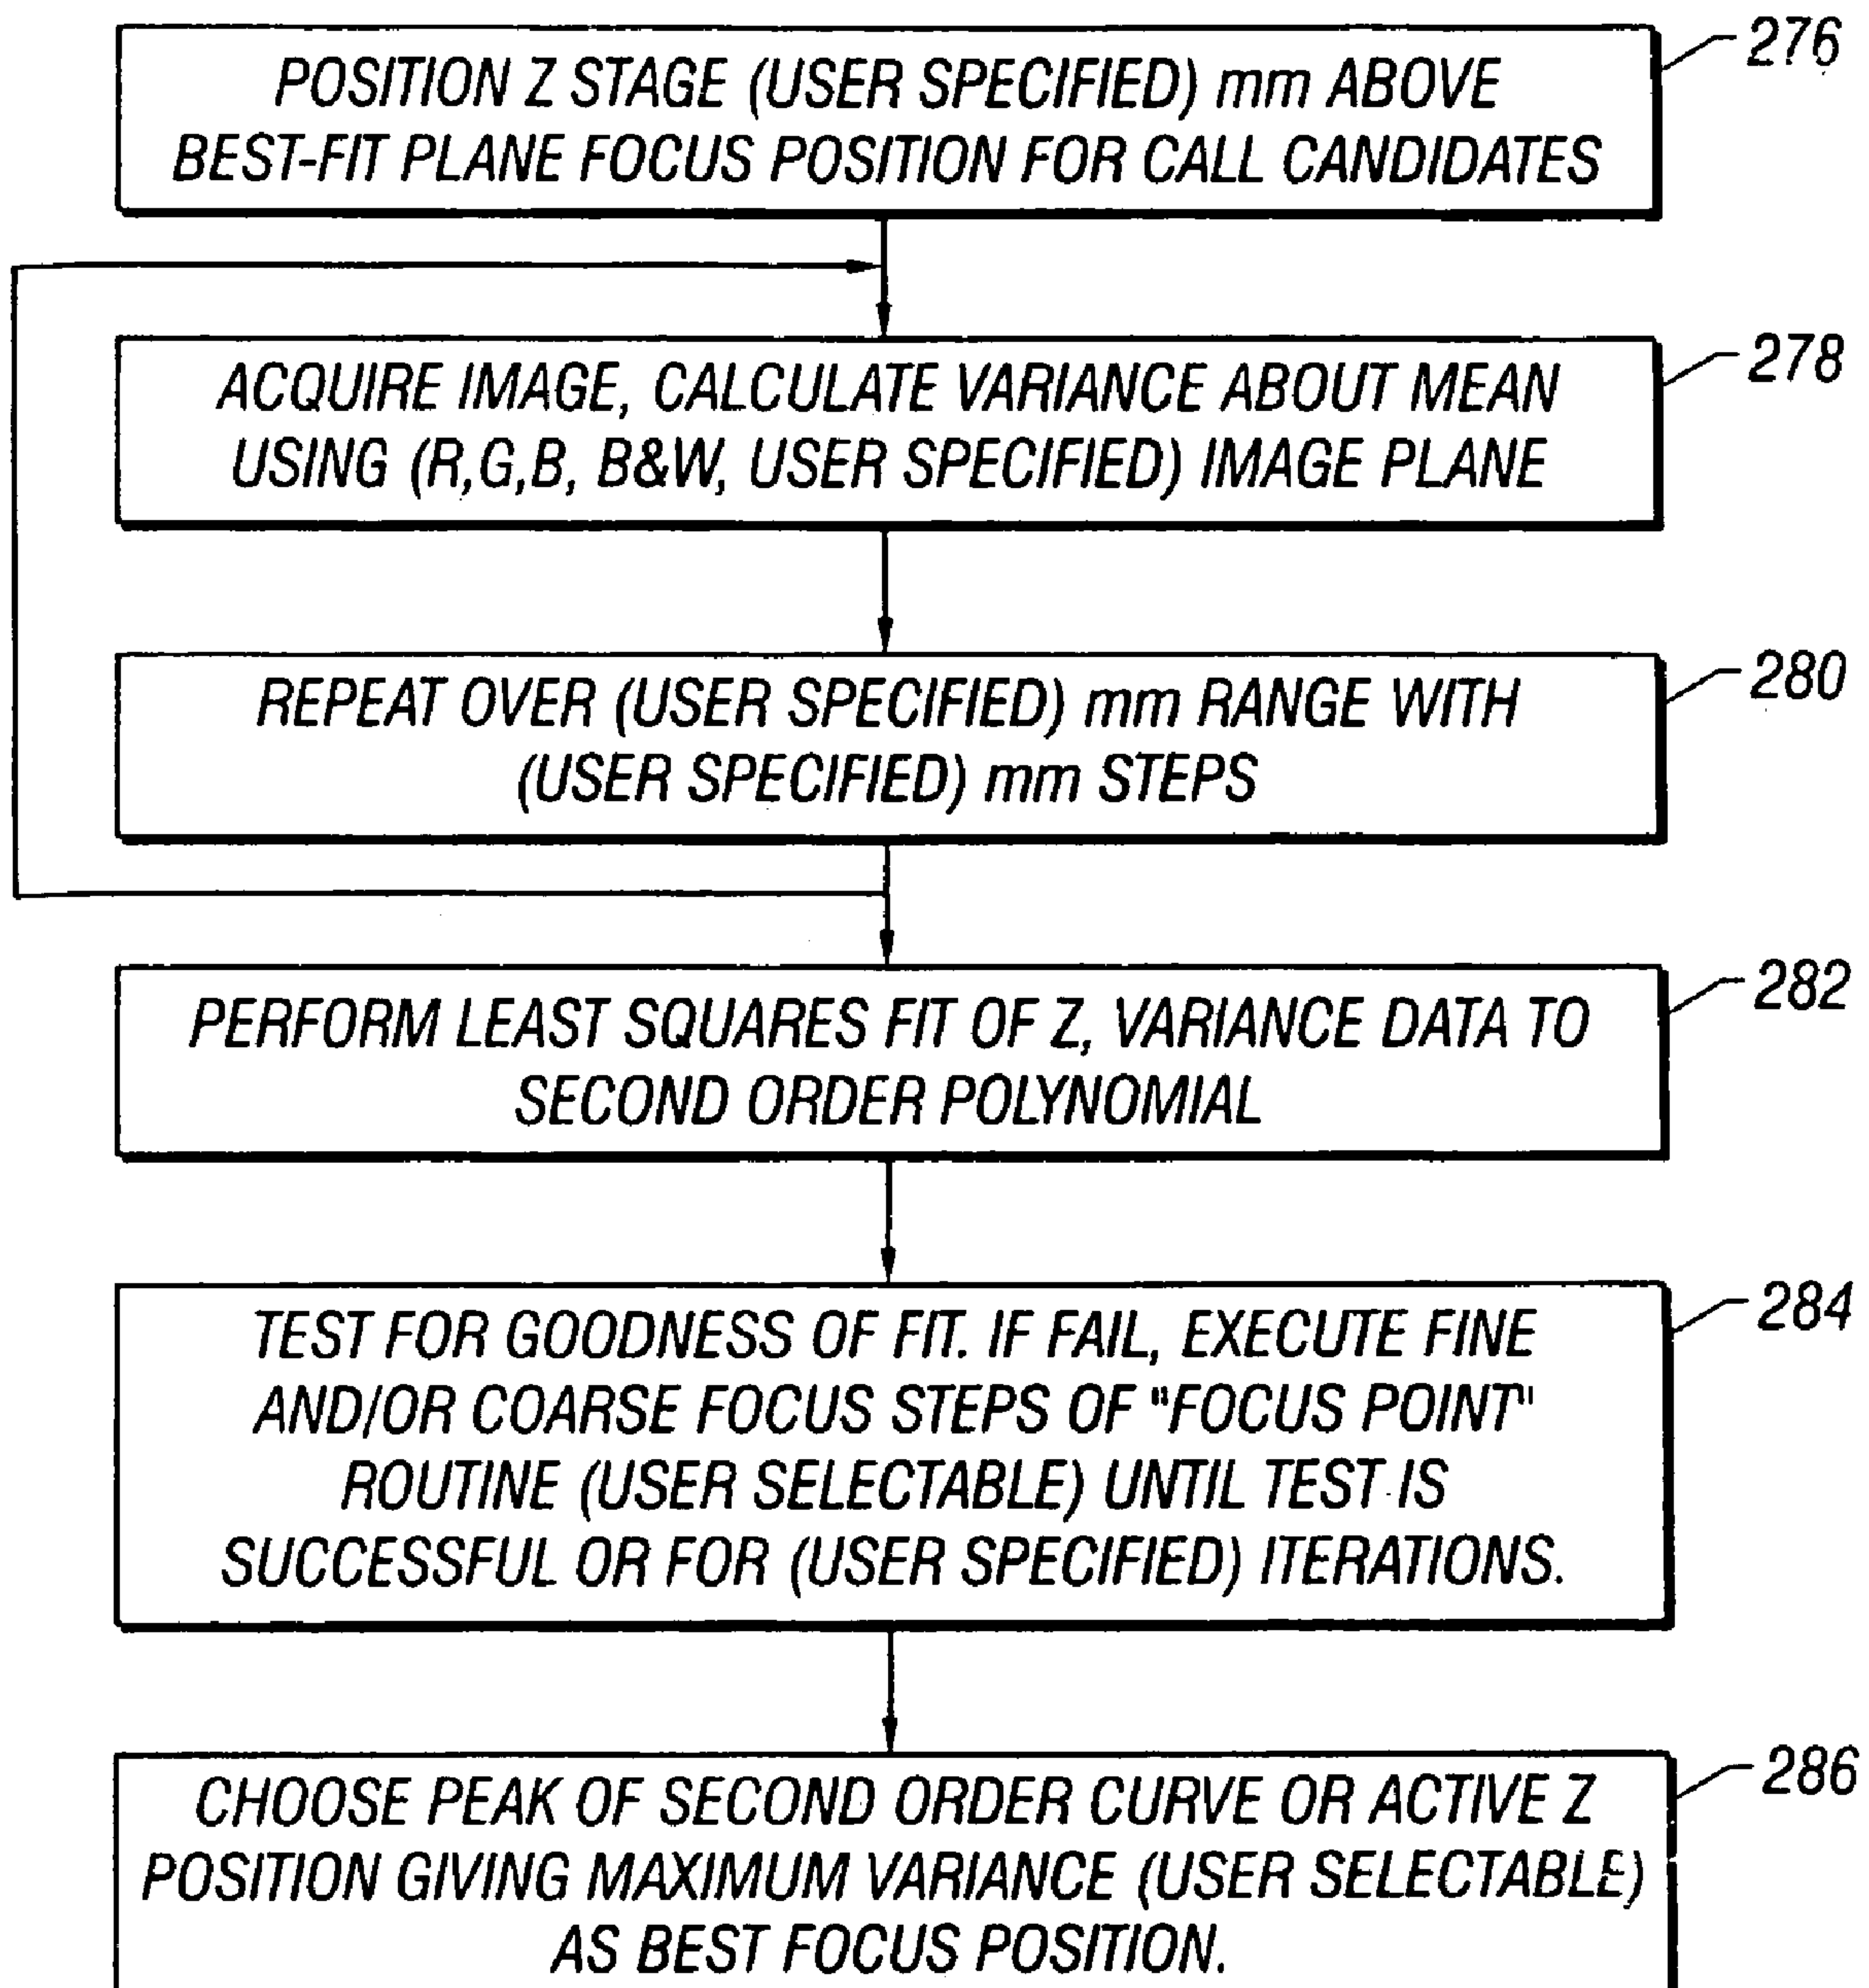 POSITION Z STAGE (USER SPECIFIED) mm ABOVE
BEST-FIT PLANE FOCUS POSITION FOR CALL CANDIDATES
276
ACQUIRE IMAGE, CALCULATE VARIANCE ABOUT MEAN
USING (R,G,B, B&W, USER SPECIFIED) IMAGE PLANE
278
REPEAT OVER (USER SPECIFIED) mm RANGE WITH
(USER SPECIFIED) mm STEPS
280
PERFORM LEAST SQUARES FIT OF Z, VARIANCE DATA TO
SECOND ORDER POLYNOMIAL
282
TEST FOR GOODNESS OF FIT. IF FAIL, EXECUTE FINE
AND/OR COARSE FOCUS STEPS OF "FOCUS POINT"
ROUTINE (USER SELECTABLE) UNTIL TEST IS
SUCCESSFUL OR FOR (USER SPECIFIED) ITERATIONS.
284
CHOOSE PEAK OF SECOND ORDER CURVE OR ACTIVE Z
POSITION GIVING MAXIMUM VARIANCE (USER SELECTABLE)
AS BEST FOCUS POSITION.
286